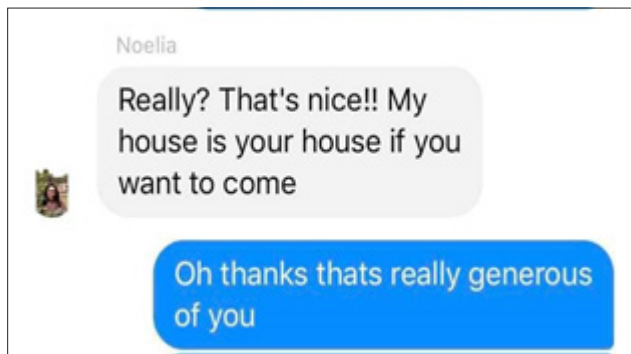 Noelia
Really? That's nice!! My
house is your house if you
want to come
Oh thanks thats really generous
of you